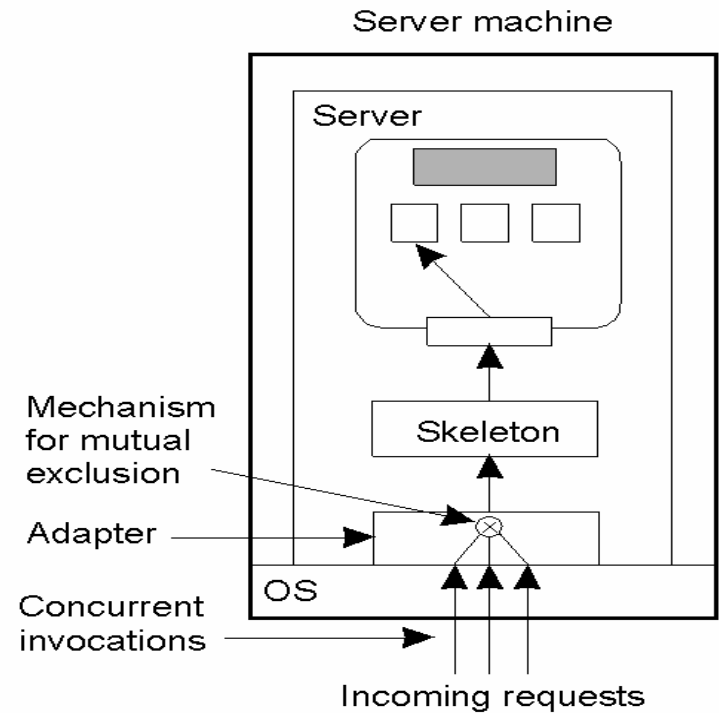 Server machine
Server
Skeleton
Mechanism
for mutual
exclusion
Adapter
OS
Concurrent
invocations
Incoming requests